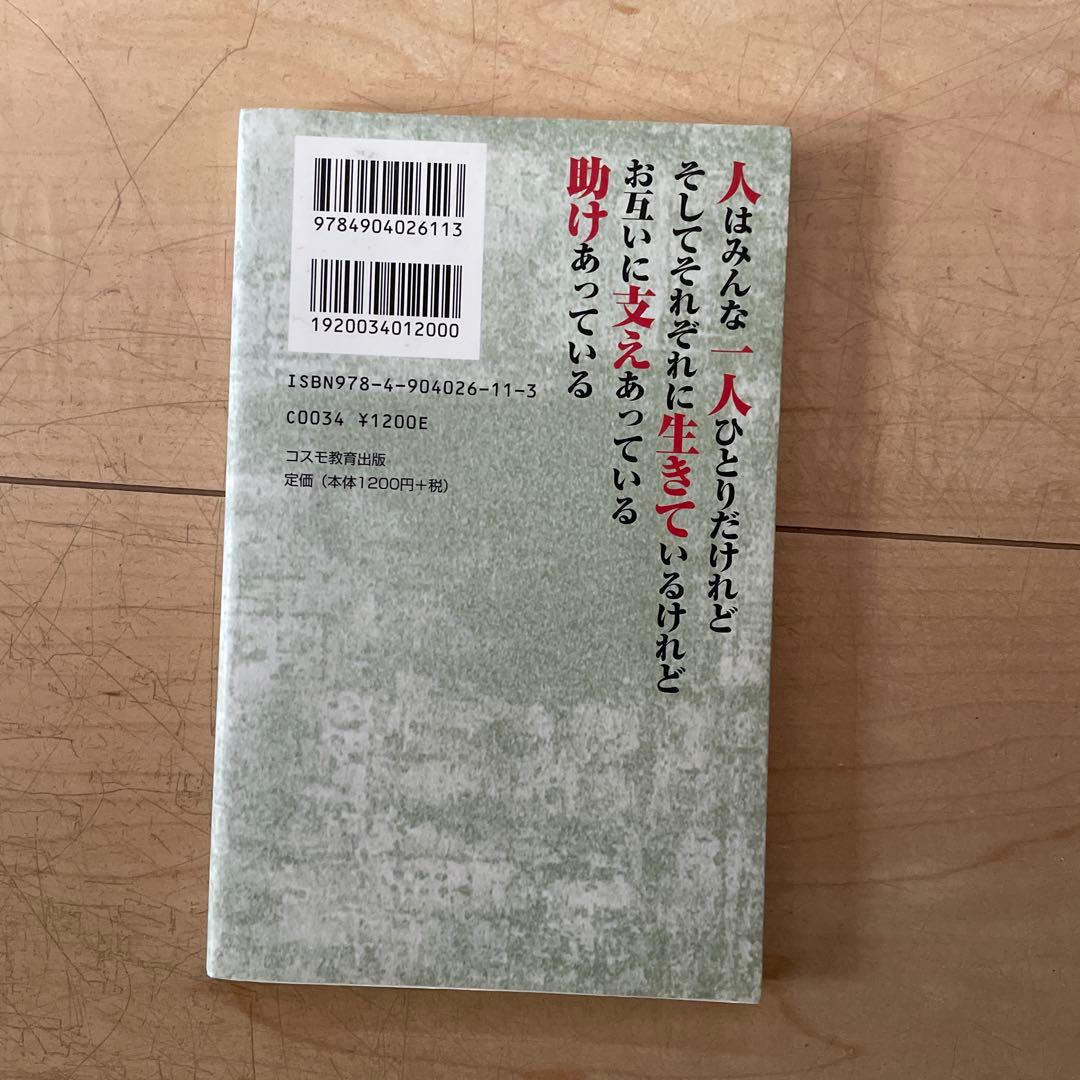 人はみんな一人ひとりだけれど
そしてそれぞれに生きているけれど
お互いに支えあっている
助けあっている
9784904026113
1920034012000
ISBN978-4-904026-11-3
C0034 ¥1200E
コスモ教育出版
定価（本体1200円＋税）